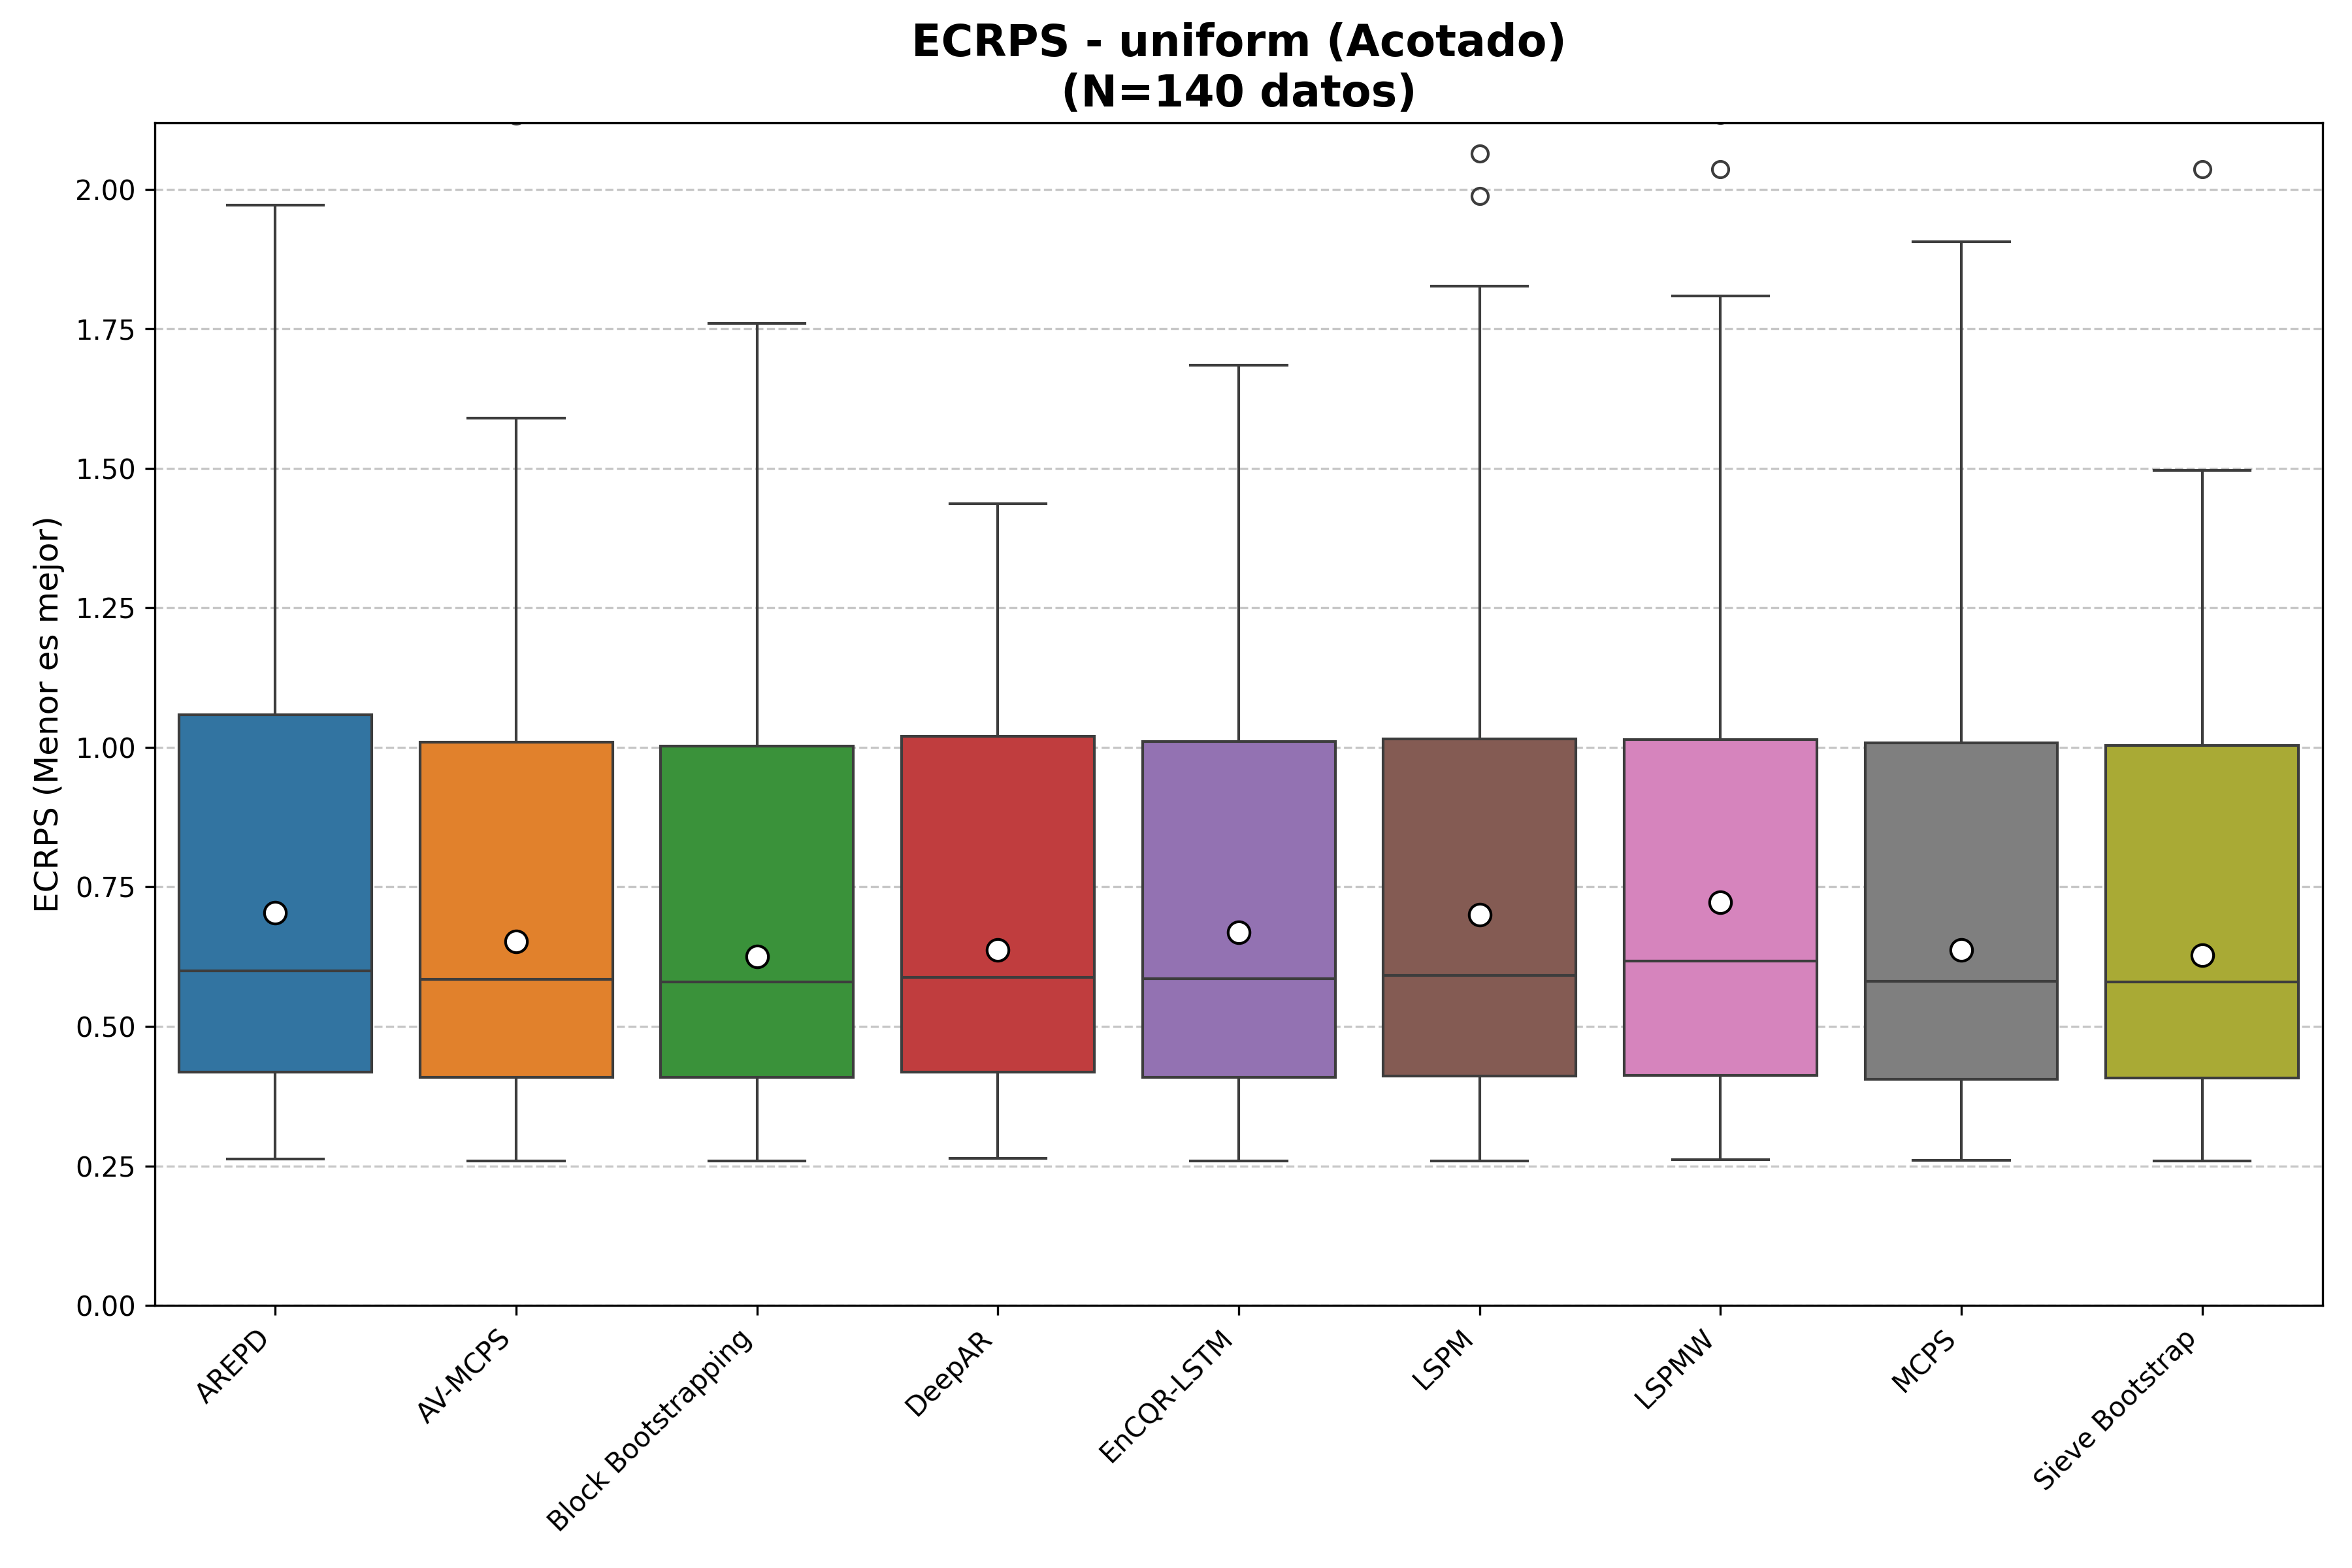 ECRPS - uniform (Acotado)
(N=140 datos)
ECRPS (Menor es mejor)
2.00
1.75
1.50
1.25
1.00
0.75
0.50
0.25
0.00
AREPD
AV-MCPS
Block Bootstrapping
DeepAR
EnCQR-LSTM
LSPM
LSPMW
MCPS
Sieve Bootstrap